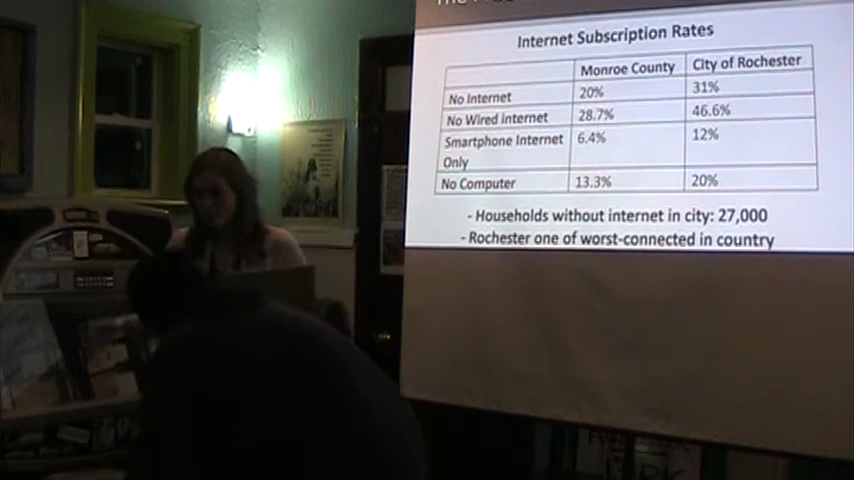 Internet Subscription Rates
Monroe County City of Rochester
No Internet 20% 31%
No Wired internet 28.7% 46.6%
Smartphone Internet 6.4% 12%
Only
No Computer 13.3% 20%
- Households without internet in city: 27,000
- Rochester one of worst-connected in country